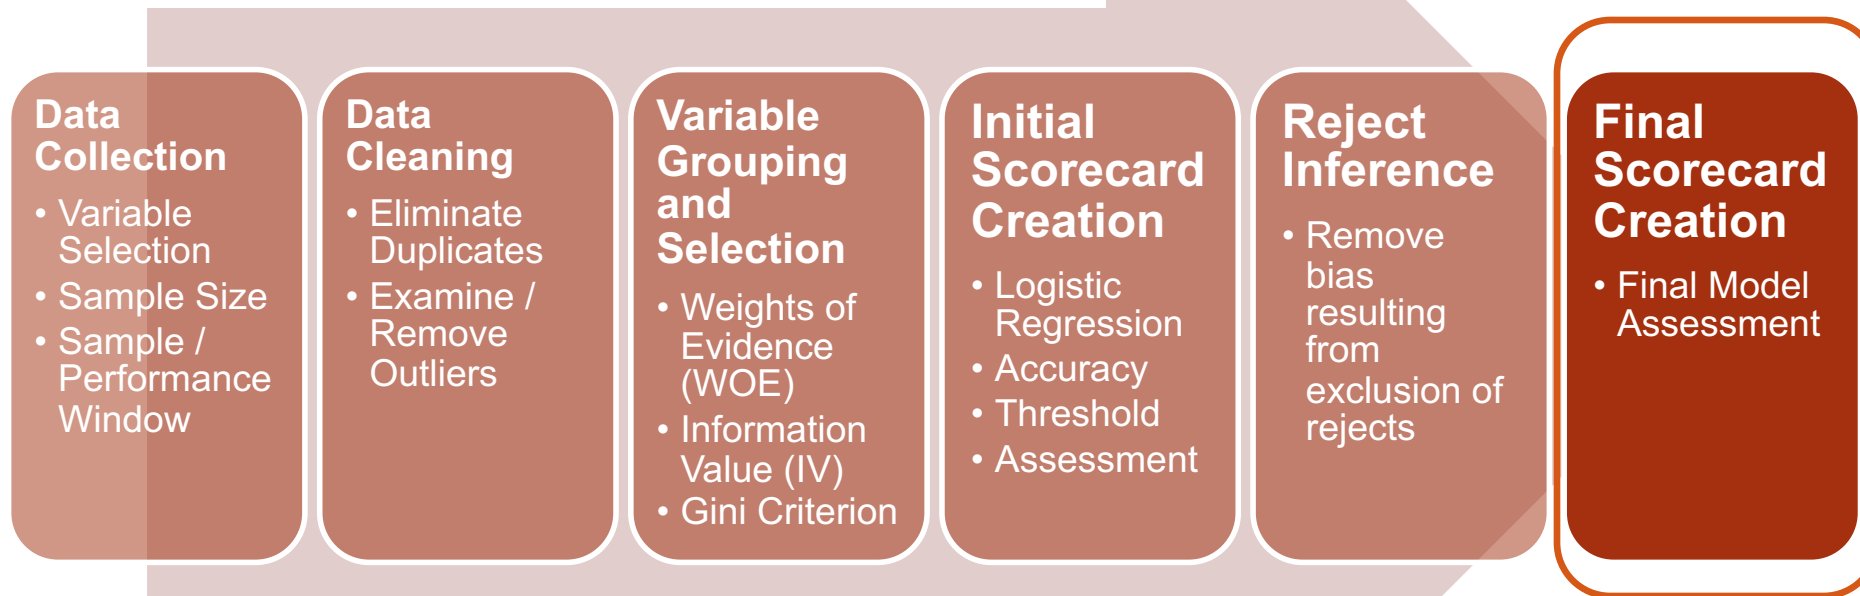 Data
Collection
• Variable
Selection
• Sample Size
• Sample /
Performance
Window
Data
Cleaning
• Eliminate
Duplicates
• Examine /
Remove
Outliers
Variable
Grouping
and
Selection
• Weights of
Evidence
(WOE)
• Information
Value (IV)
• Gini Criterion
Initial
Scorecard
Creation
• Logistic
Regression
• Accuracy
• Threshold
• Assessment
Reject
Inference
• Remove
bias
resulting
from
exclusion of
rejects
Final
Scorecard
Creation
• Final Model
Assessment